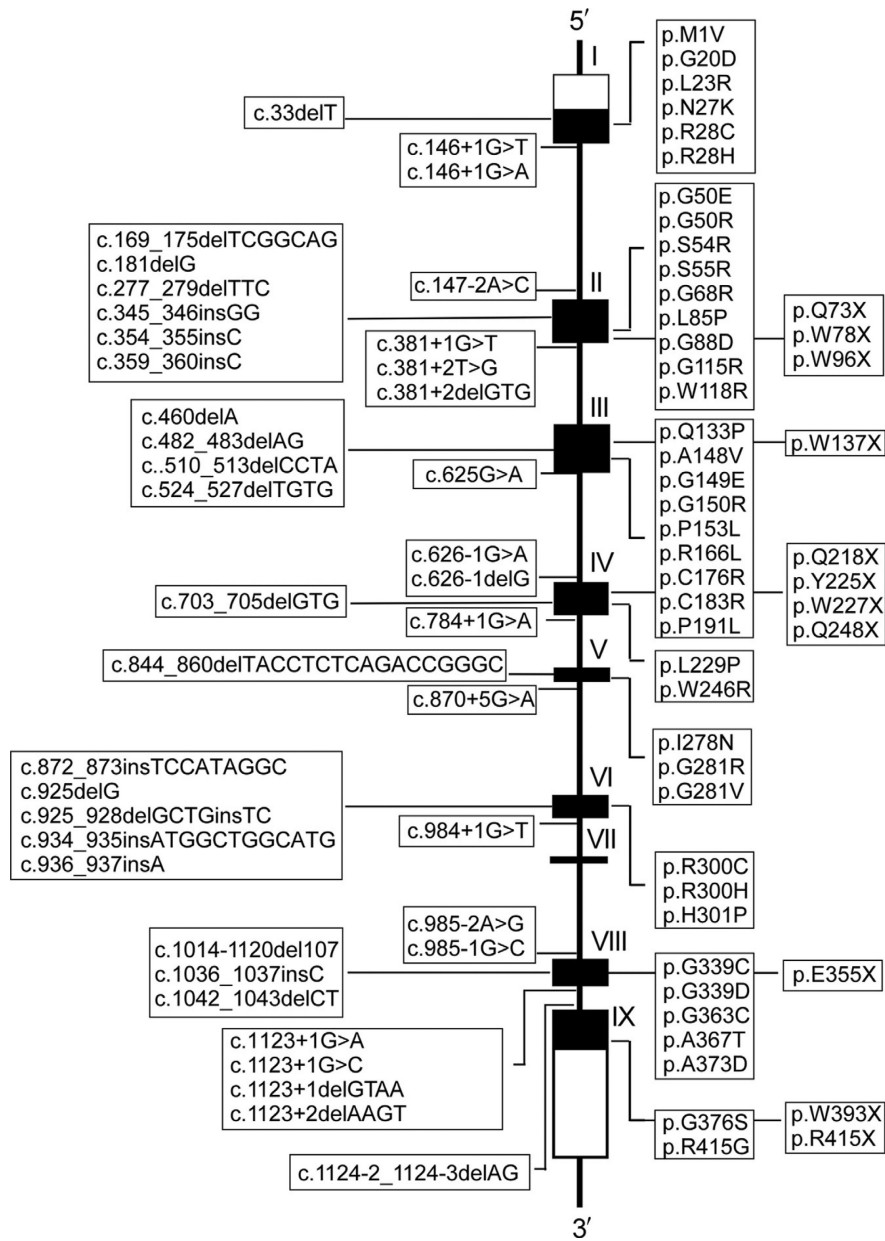 5′
I
p.M1V
p.G20D
p.L23R
p.N27K
p.R28C
p.R28H
c.33delT
c.146+1G>T
c.146+1G>A
p.G50E
p.G50R
p.S54R
p.S55R
p.G68R
p.L85P
p.G88D
p.G115R
p.W118R
c.169_175delTCGGCAG
c.181delG
c.277_279delTTC
c.345_346insGG
c.354_355insC
c.359_360insC
c.147-2A>C
II
p.Q73X
p.W78X
p.W96X
c.381+1G>T
c.381+2T>G
c.381+2delGTG
III
c.460delA
c.482_483delAG
c..510_513delCCTA
c.524_527delTGTG
c.625G>A
p.Q133P
p.A148V
p.G149E
p.G150R
p.P153L
p.R166L
p.C176R
p.C183R
p.P191L
p.W137X
c.626-1G>A
c.626-1delG
IV
p.Q218X
p.Y225X
p.W227X
p.Q248X
c.703_705delGTG
c.784+1G>A
p.L229P
p.W246R
V
c.844_860delTACCTCTCAGACCGGGC
c.870+5G>A
p.I278N
p.G281R
p.G281V
c.872_873insTCCATAGGC
c.925delG
c.925_928delGCTGinsTC
c.934_935insATGGCTGGCATG
c.936_937insA
VI
c.984+1G>T
VII
p.R300C
p.R300H
p.H301P
c.985-2A>G
c.985-1G>C
VIII
c.1014-1120del107
c.1036_1037insC
c.1042_1043delCT
p.G339C
p.G339D
p.G363C
p.A367T
p.A373D
p.E355X
IX
c.1123+1G>A
c.1123+1G>C
c.1123+1delGTAA
c.1123+2delAAGT
p.G376S
p.R415G
p.W393X
p.R415X
c.1124-2_1124-3delAG
3′